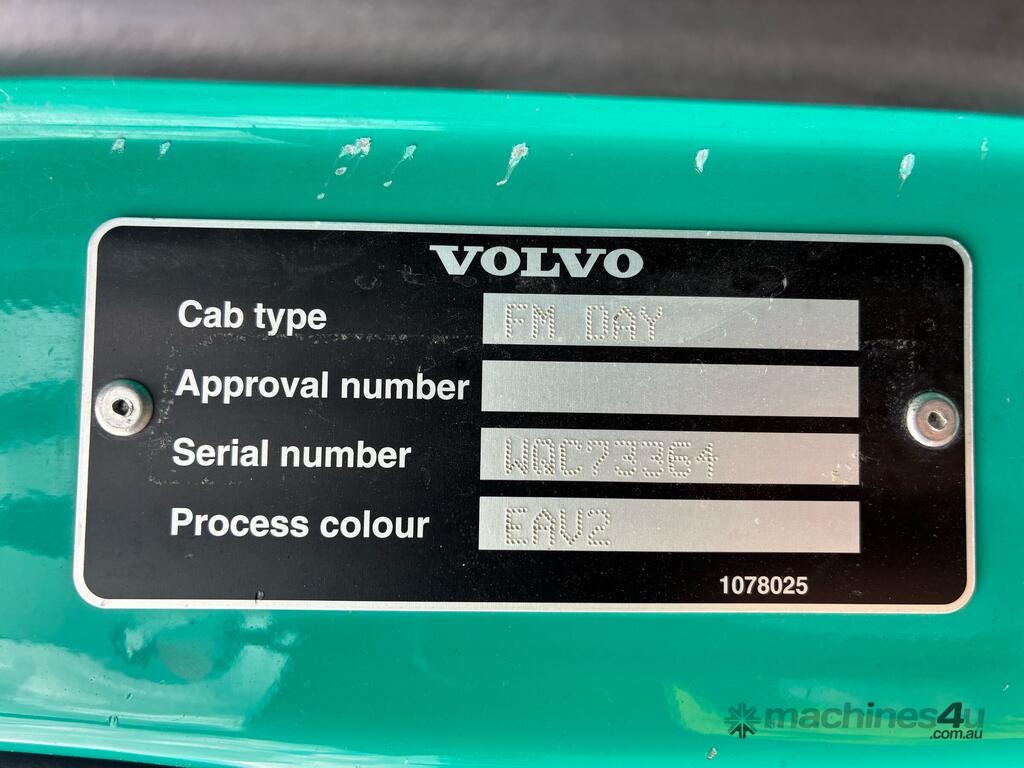 VOLVO
Cab type FM DAY
Approval number
Serial number WQC73364
Process colour EAV2
1078025
machines4u
.com.au